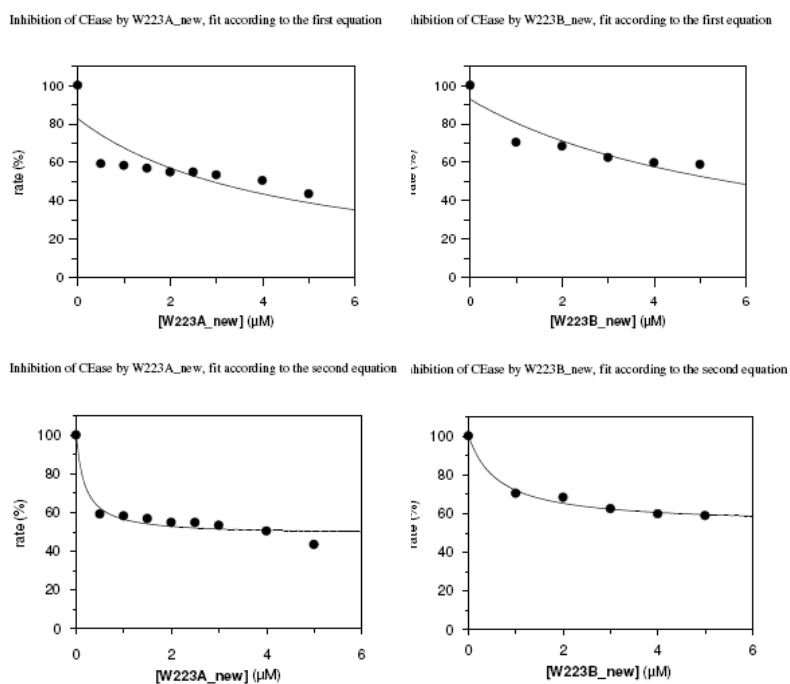 Inhibition of CEase by W223A_new, fit according to the first equation
hibition of CEase by W223B_new, fit according to the first equation
100
80
60
40
20
0
rate (%)
0 2 4 6
[W223A_new] (µM)
100
80
60
40
20
0
rate (%)
0 2 4 6
[W223B_new] (µM)
Inhibition of CEase by W223A_new, fit according to the second equation
hibition of CEase by W223B_new, fit according to the second equation
100
80
60
40
20
0
rate (%)
0 2 4 6
[W223A_new] (µM)
100
80
60
40
20
0
rate (%)
0 2 4 6
[W223B_new] (µM)